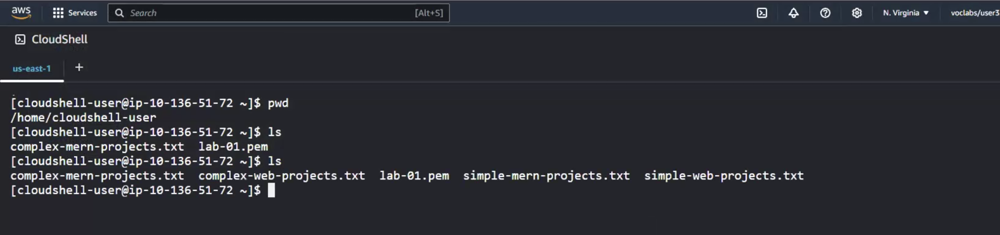 aws Services Search [Alt+S] N. Virginia ▼ voclabs/user3
CloudShell
us-east-1 +
[cloudshell-user@ip-10-136-51-72 ~]$ pwd
/home/cloudshell-user
[cloudshell-user@ip-10-136-51-72 ~]$ ls
complex-mern-projects.txt  lab-01.pem
[cloudshell-user@ip-10-136-51-72 ~]$ ls
complex-mern-projects.txt  complex-web-projects.txt  lab-01.pem  simple-mern-projects.txt  simple-web-projects.txt
[cloudshell-user@ip-10-136-51-72 ~]$